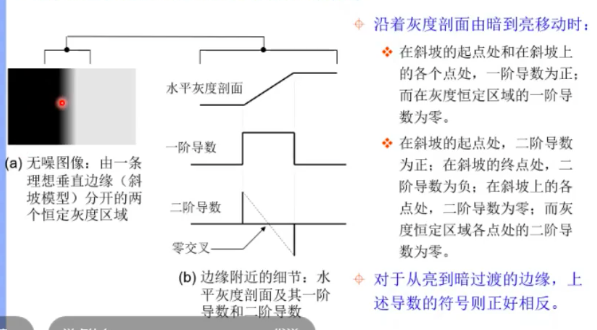 水平灰度剖面
一阶导数
二阶导数
零交叉
(a) 无噪图像：由一条
理想垂直边缘（斜
坡模型）分开的两
个恒定灰度区域
(b) 边缘附近的细节：水
平灰度剖面及其一阶
导数和二阶导数
沿着灰度剖面由暗到亮移动时：
在斜坡的起点处和在斜坡上
的各个点处，一阶导数为正；
而在灰度恒定区域的一阶导
数为零。
在斜坡的起点处，二阶导数
为正；在斜坡的终点处，二
阶导数为负；在斜坡上的各
点处，二阶导数为零；而灰
度恒定区域各点处的二阶导
数为零。
对于从亮到暗过渡的边缘，上
述导数的符号则正好相反。